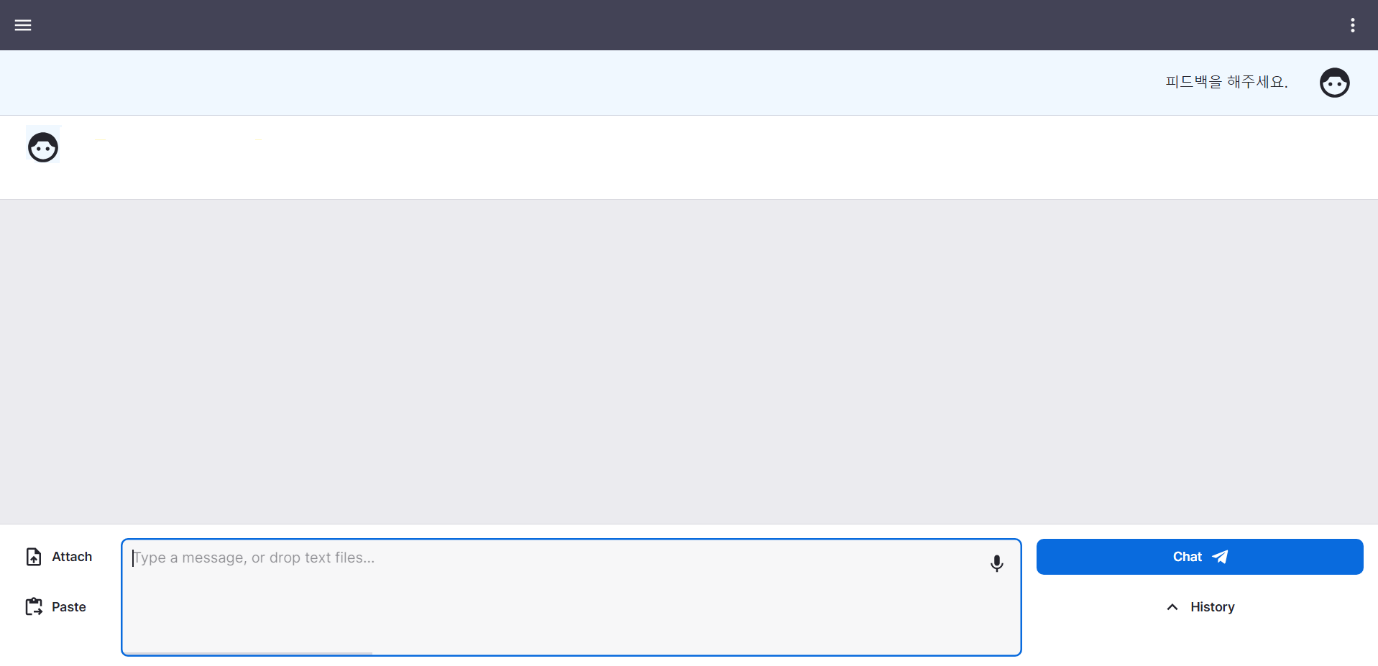 피드백을 해주세요.
Attach
Type a message, or drop text files...
Chat
Paste
History